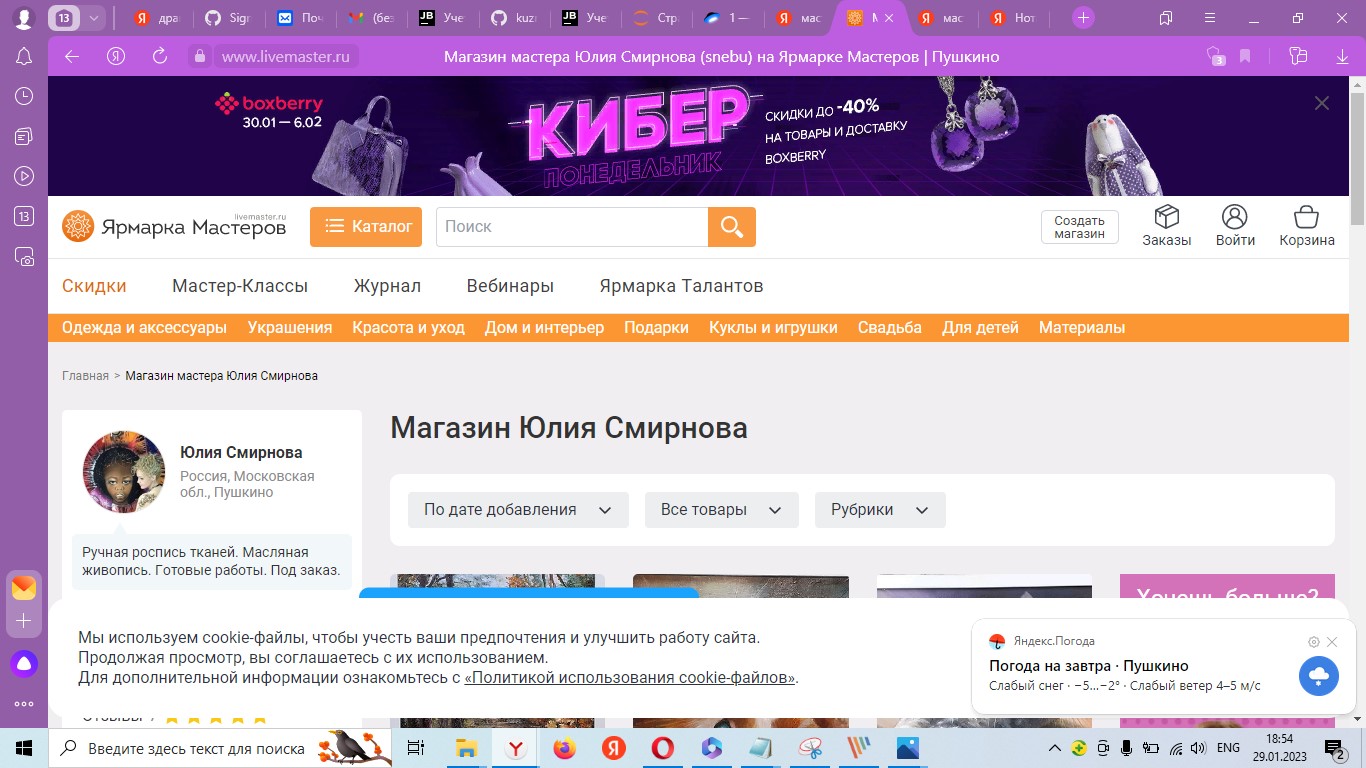 13
дра
Sign
Поч
(без
Уче
kuz
Уче
Стр
1 —
мас
М
мас
Нот
www.livemaster.ru
Магазин мастера Юлия Смирнова (snebu) на Ярмарке Мастеров | Пушкино
3
boxberry
30.01 — 6.02
КИБЕР
ПОНЕДЕЛЬНИК
СКИДКИ ДО -40%
НА ТОВАРЫ И ДОСТАВКУ
BOXBERRY
13
livemaster.ru
Ярмарка Мастеров
Каталог
Поиск
Создать
магазин
Заказы
Войти
Корзина
Скидки Мастер-Классы Журнал Вебинары Ярмарка Талантов
Одежда и аксессуары Украшения Красота и уход Дом и интерьер Подарки Куклы и игрушки Свадьба Для детей Материалы
Главная > Магазин мастера Юлия Смирнова
Юлия Смирнова
Россия, Московская
обл., Пушкино
Ручная роспись тканей. Масляная
живопись. Готовые работы. Под заказ.
Магазин Юлия Смирнова
По дате добавления
Все товары
Рубрики
Хочешь больше?
Мы используем cookie-файлы, чтобы учесть ваши предпочтения и улучшить работу сайта.
Продолжая просмотр, вы соглашаетесь с их использованием.
Для дополнительной информации ознакомьтесь с «Политикой использования cookie-файлов».
Яндекс.Погода
Погода на завтра · Пушкино
Слабый снег · −5...−2° · Слабый ветер 4–5 м/с
Введите здесь текст для поиска
ENG
18:54
29.01.2023
2